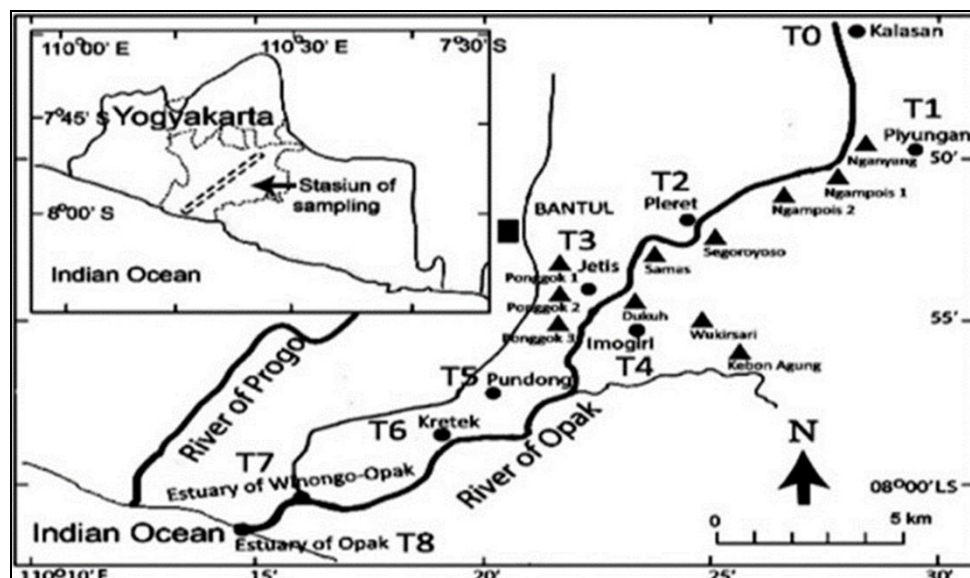 110°00' E
110°30' E
7°30' S
7°45' S
Yogyakarta
Stasiun of
sampling
8°00' S
Indian Ocean
T0
Kalasan
T1
Piyungan
50'
Nganyang
Ngampois 1
Ngampois 2
T2
Pleret
Segoroyoso
BANTUL
Samas
T3
Jetis
Ponggok 1
Ponggok 2
Ponggok 3
Dukuh
Imogiri
T4
55'
Wukirsari
Kebon Agung
T5
Pundong
T6
Kretek
River of Progo
River of Opak
T7
Estuary of Winongo-Opak
N
08°00' LS
0
5 km
Indian Ocean
Estuary of Opak T8
110°10' E
15'
20'
25'
30'